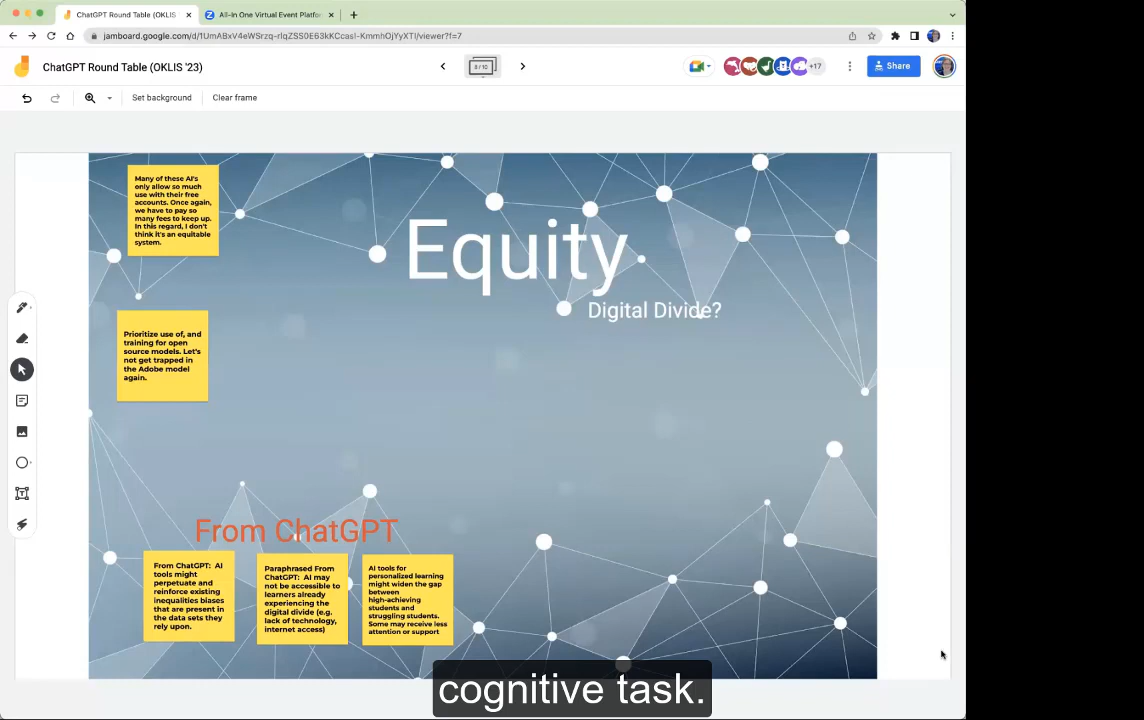 ChatGPT Round Table (OKLIS
All-In One Virtual Event Platfor
jamboard.google.com/d/1UmABxV4eWSrzq-rlqZSS0E63kKCcasI-KmmhOjYyXTI/viewer?f=7
ChatGPT Round Table (OKLIS '23)
8 / 10
+17
Share
Set background
Clear frame
Many of these AI's
only allow so much
use with their free
accounts. Once again,
we have to pay so
many fees to keep up.
In this regard, I don't
think it's an equitable
system.
Equity
Digital Divide?
Prioritize use of, and
training for open
source models. Let's
not get trapped in
the Adobe model
again.
From ChatGPT
From ChatGPT: AI
tools might
perpetuate and
reinforce existing
inequalities biases
that are present in
the data sets they
rely upon.
Paraphrased From
ChatGPT: AI may
not be accessible to
learners already
experiencing the
digital divide (e.g.
lack of technology,
internet access)
AI tools for
personalized learning
might widen the gap
between
high-achieving
students and
struggling students.
Some may receive less
attention or support
cognitive task.